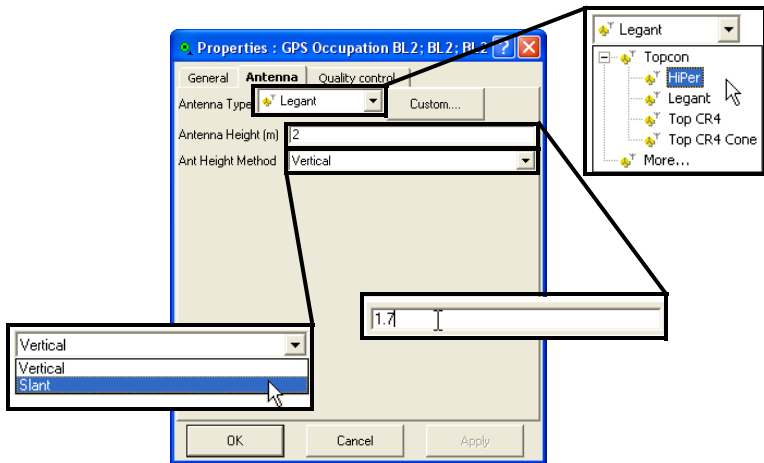 Legant
Topcon
HiPer
Legant
Top CR4
Top CR4 Cone
More...
Properties : GPS Occupation BL2; BL2; BL2
General Antenna Quality control
Antenna Type Legant Custom....
Antenna Height (m) 2
Ant Height Method Vertical
1.7
Vertical
Vertical
Slant
OK Cancel Apply